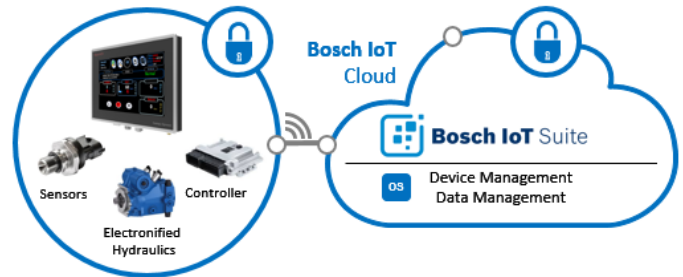 Bosch IoT
Cloud
Bosch IoT Suite
Sensors
Controller
Electronified
Hydraulics
OS
Device Management
Data Management